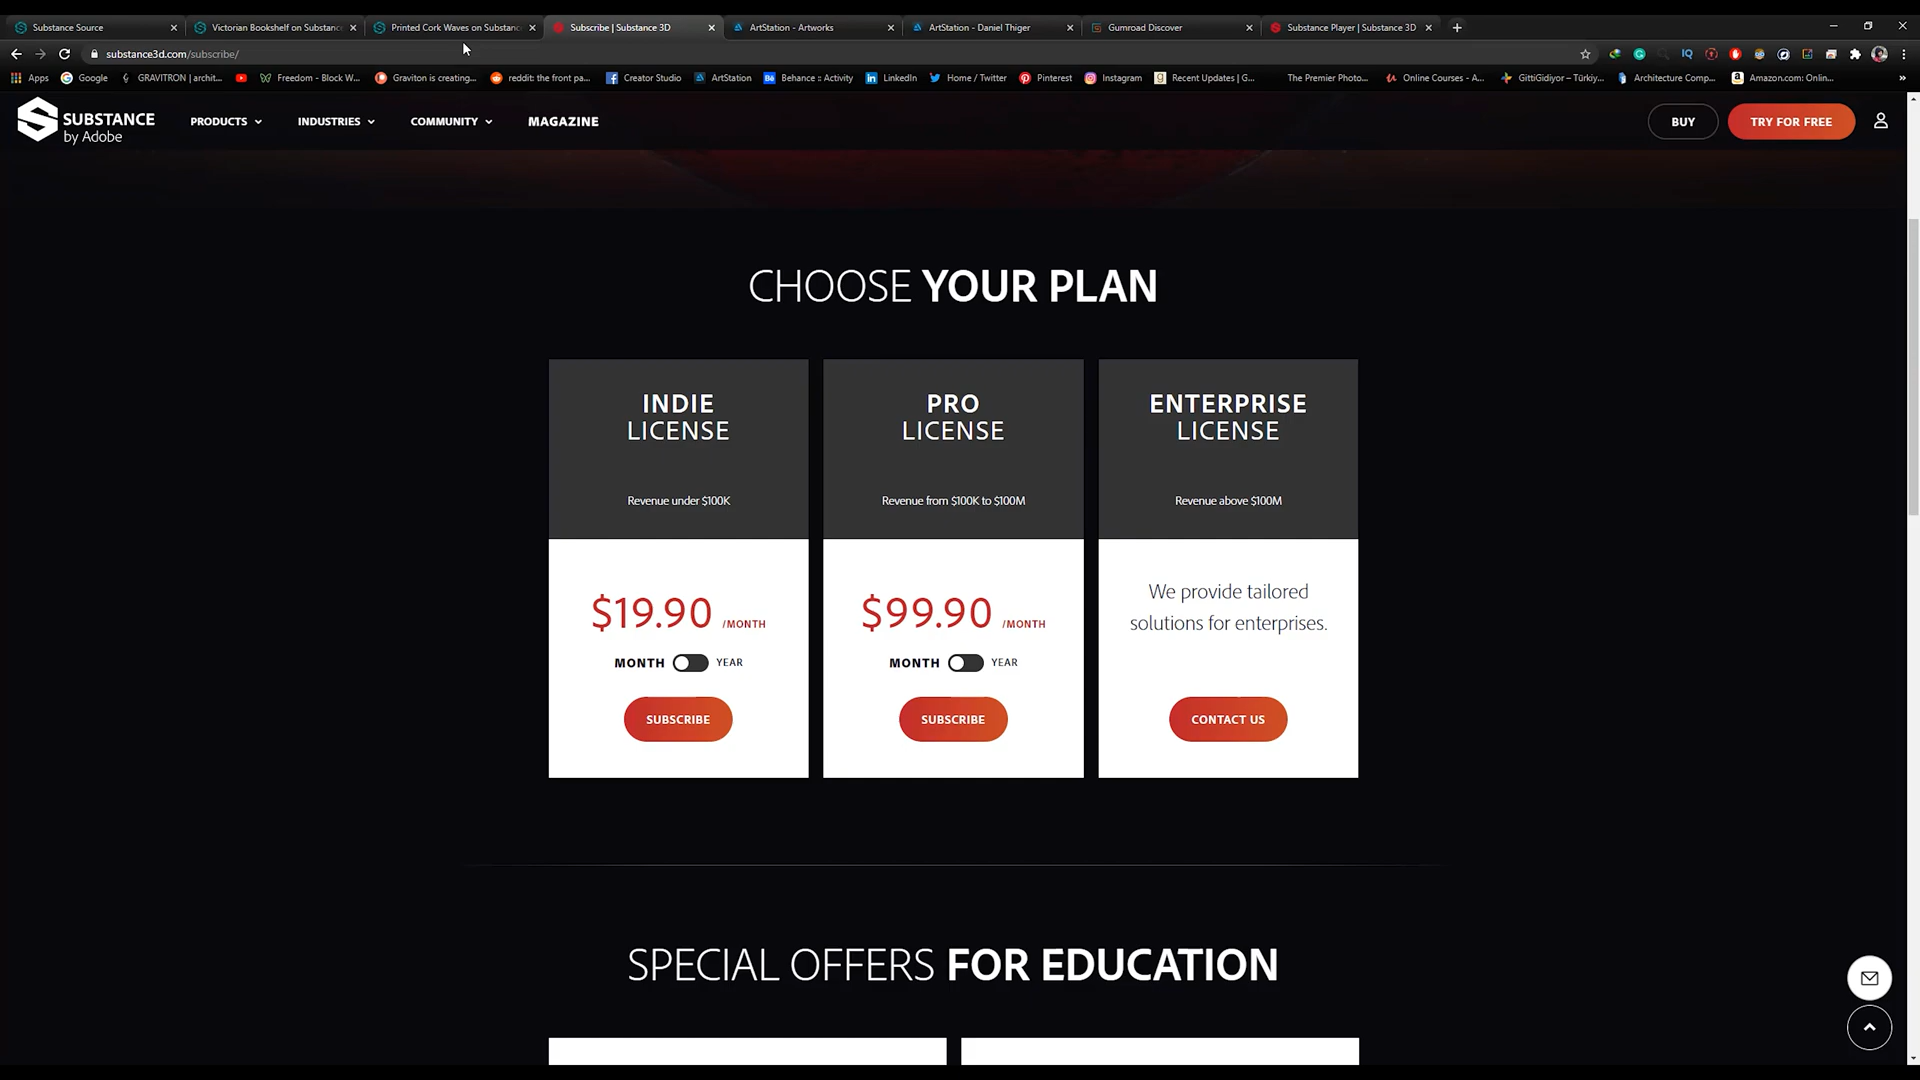 Substance Source
Victorian Bookshelf on Substanc
Printed Cork Waves on Substanc
Subscribe | Substance 3D
ArtStation - Artworks
ArtStation - Daniel Thiger
Gumroad Discover
Substance Player | Substance 3D
substance3d.com/subscribe/
Apps
Google
GRAVITRON | archit...
Freedom - Block W...
Graviton is creating...
reddit: the front pa...
Creator Studio
ArtStation
Behance :: Activity
LinkedIn
Home / Twitter
Pinterest
Instagram
Recent Updates | G...
The Premier Photo...
Online Courses - A...
GittiGidiyor – Türkiy...
Architecture Comp...
Amazon.com: Onlin...
SUBSTANCE
by Adobe
PRODUCTS
INDUSTRIES
COMMUNITY
MAGAZINE
BUY
TRY FOR FREE
CHOOSE YOUR PLAN
INDIE
LICENSE
Revenue under $100K
$19.90 /MONTH
MONTH YEAR
SUBSCRIBE
PRO
LICENSE
Revenue from $100K to $100M
$99.90 /MONTH
MONTH YEAR
SUBSCRIBE
ENTERPRISE
LICENSE
Revenue above $100M
We provide tailored
solutions for enterprises.
CONTACT US
SPECIAL OFFERS FOR EDUCATION